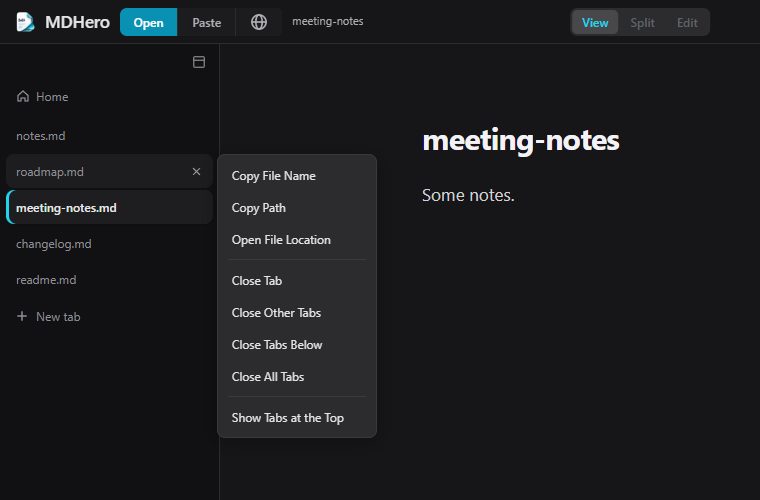 MDHero Open Paste meeting-notes View Split Edit
Home
notes.md
roadmap.md
meeting-notes.md
changelog.md
readme.md
New tab
Copy File Name
Copy Path
Open File Location
Close Tab
Close Other Tabs
Close Tabs Below
Close All Tabs
Show Tabs at the Top
meeting-notes
Some notes.